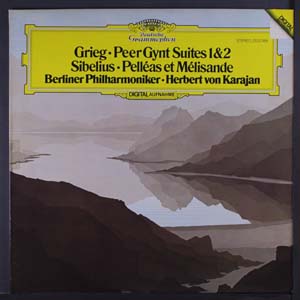 Deutsche
Grammophon
DIGITAL
Grieg · Peer Gynt Suites 1&2
Sibelius · Pelléas et Mélisande
Berliner Philharmoniker · Herbert von Karajan
DIGITAL AUFNAHME